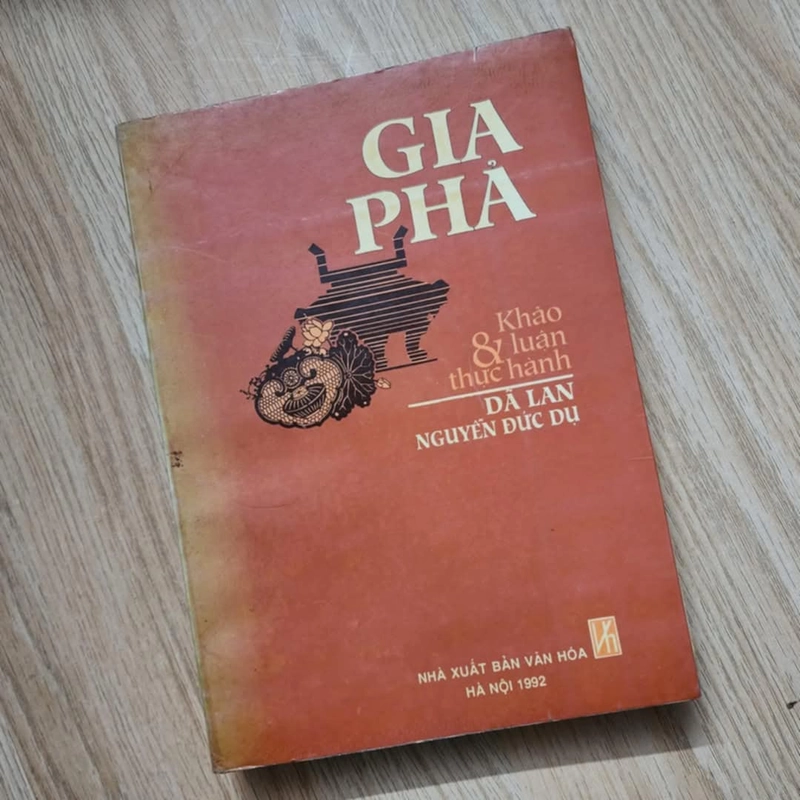 GIA
PHẢ
Khảo
& luận
thực hành
DÃ LAN
NGUYỄN ĐỨC DỤ
NHÀ XUẤT BẢN VĂN HÓA
HÀ NỘI 1992